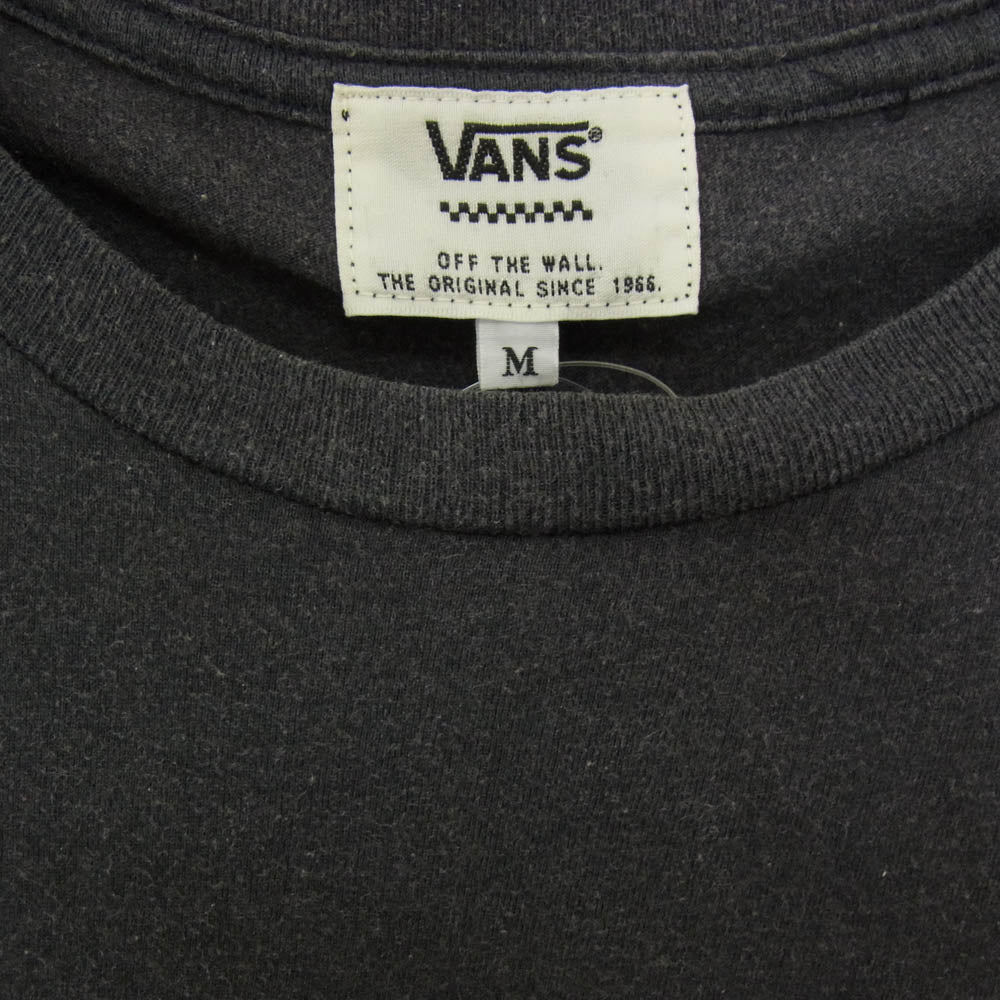 VANS®
OFF THE WALL.
THE ORIGINAL SINCE 1966.
M